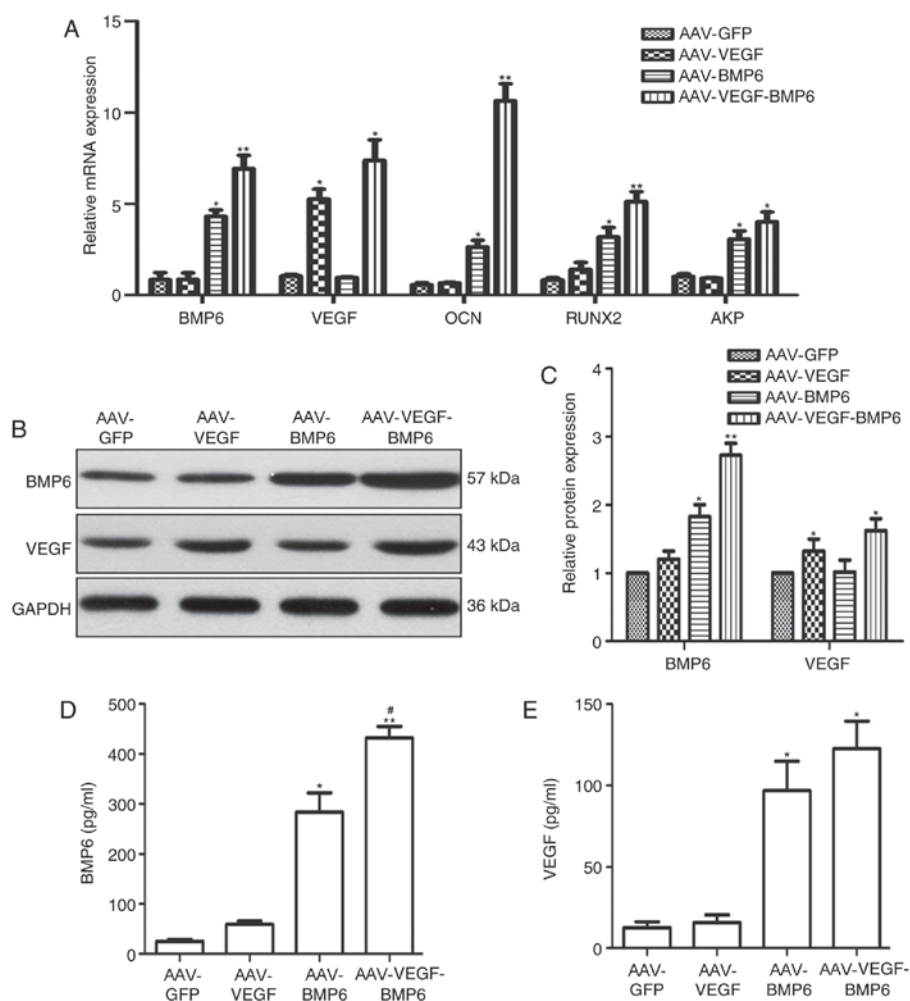 A
Relative mRNA expression
15
10
5
0
AAV-GFP
AAV-VEGF
AAV-BMP6
AAV-VEGF-BMP6
* ** * * ** * ** * *
BMP6 VEGF OCN RUNX2 AKP
B
AAV-GFP
AAV-VEGF
AAV-BMP6
AAV-VEGF-BMP6
BMP6 57 kDa
VEGF 43 kDa
GAPDH 36 kDa
C
Relative protein expression
4
3
2
1
0
AAV-GFP
AAV-VEGF
AAV-BMP6
AAV-VEGF-BMP6
* ** * *
BMP6 VEGF
D
BMP6 (pg/ml)
500
400
300
200
100
0
* # **
AAV-GFP
AAV-VEGF
AAV-BMP6
AAV-VEGF-BMP6
E
VEGF (pg/ml)
150
100
50
0
* *
AAV-GFP
AAV-VEGF
AAV-BMP6
AAV-VEGF-BMP6